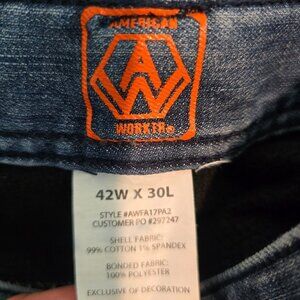 AMERICAN
AW
WORKER
42W X 30L
STYLE #AWFA17PA2
CUSTOMER PO #297247
SHELL FABRIC:
99% COTTON 1% SPANDEX
BONDED FABRIC:
100% POLYESTER
EXCLUSIVE OF DECORATION